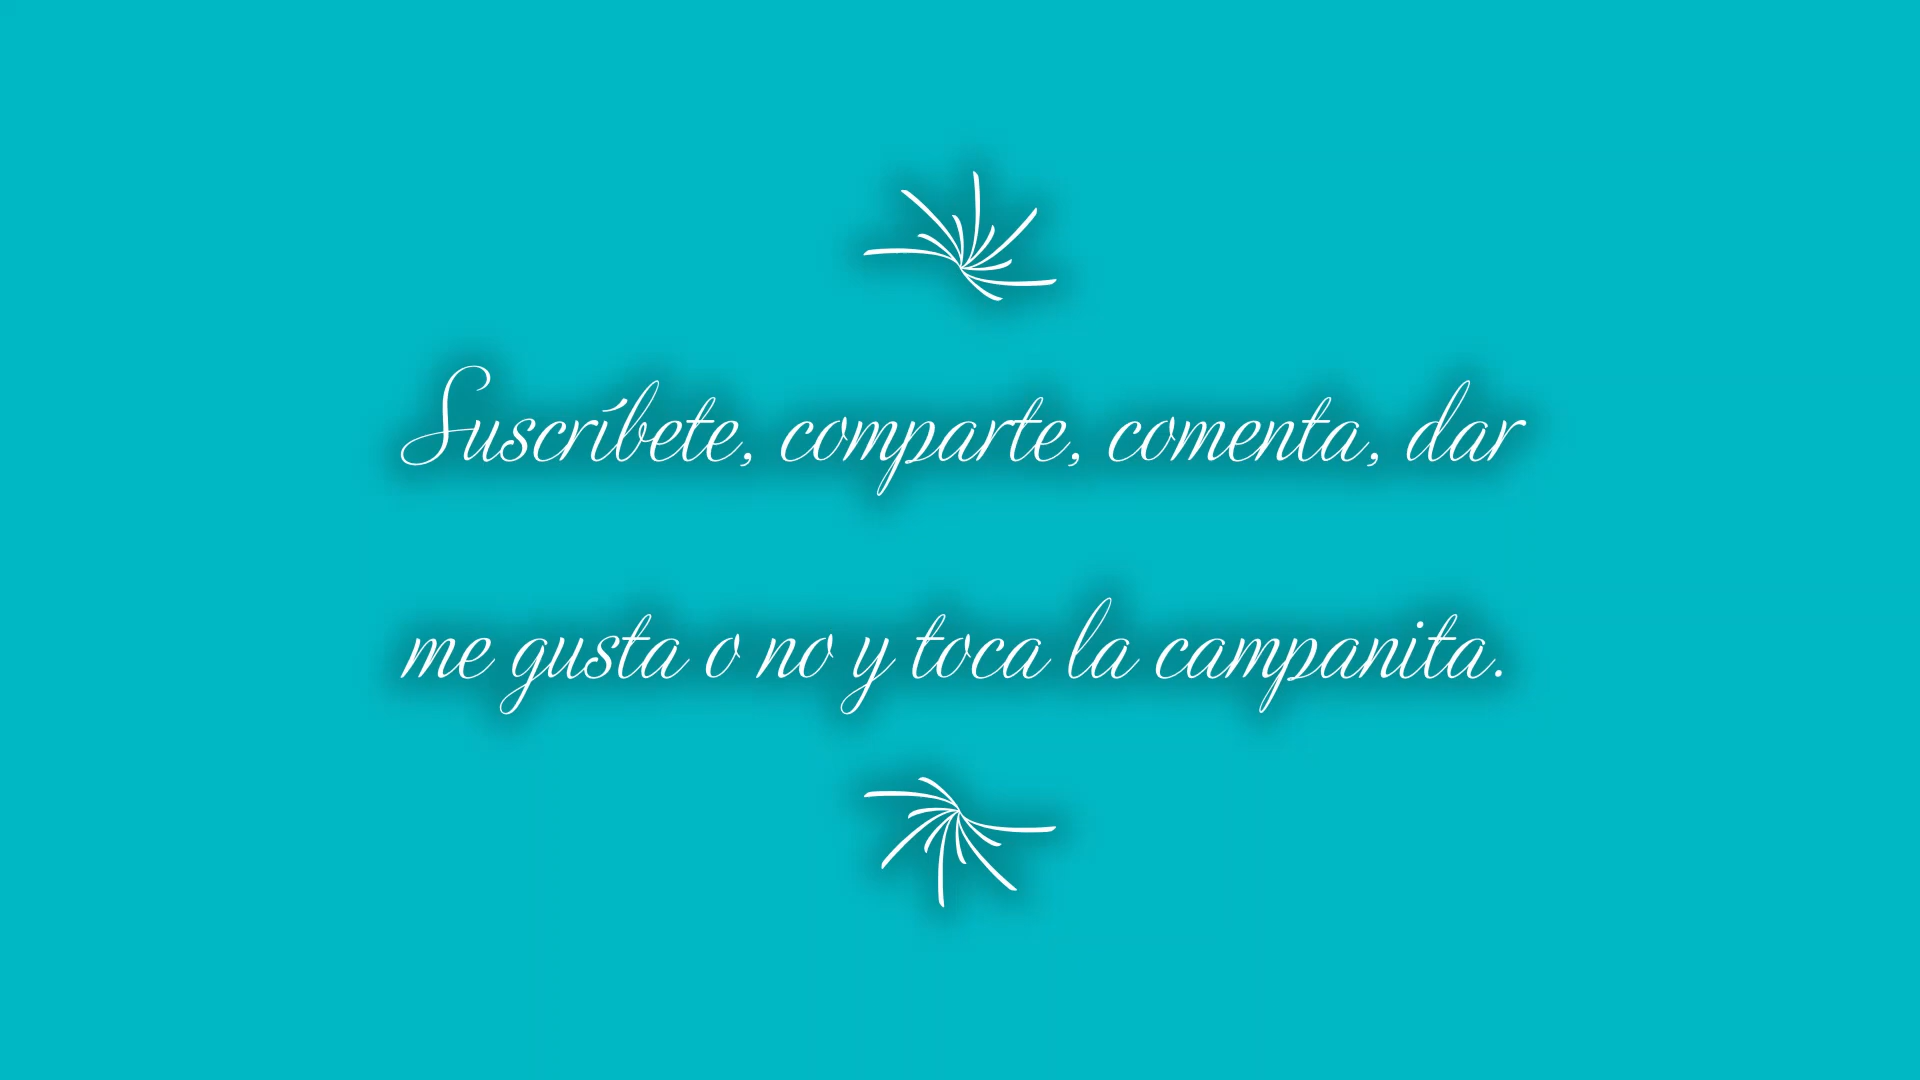 Suscríbete, comparte, comenta, dar
me gusta o no y toca la campanita.